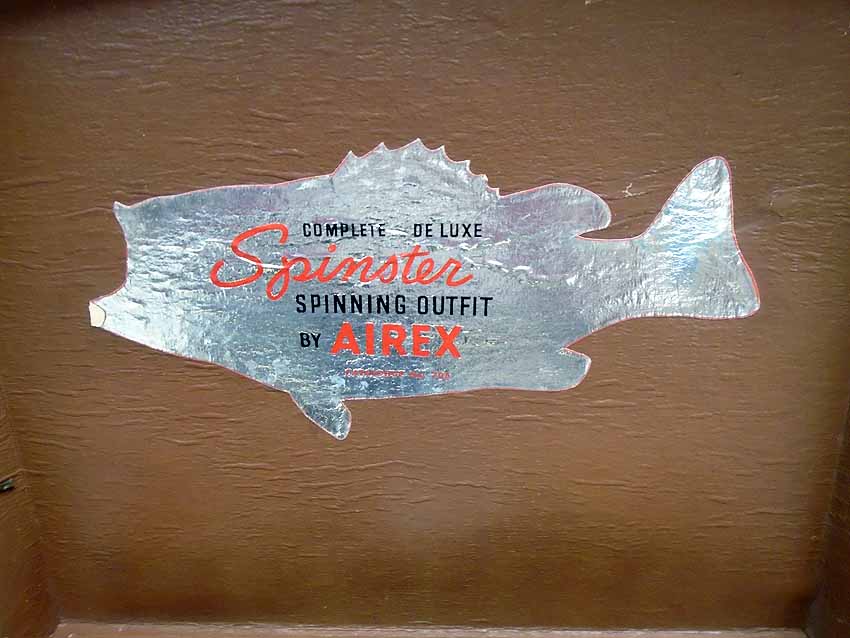 COMPLETE DE LUXE
Spinster
SPINNING OUTFIT
BY AIREX